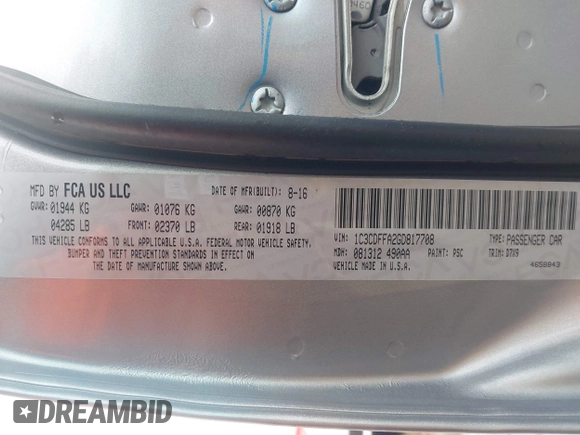 MFD BY FCA US LLC DATE OF MFR(BUILT): 8-16
GVWR: 01944 KG GAWR: 01076 KG GAWR: 00870 KG
04285 LB FRONT: 02370 LB REAR: 01918 LB
THIS VEHICLE CONFORMS TO ALL APPLICABLE U.S.A. FEDERAL MOTOR VEHICLE SAFETY,
BUMPER AND THEFT PREVENTION STANDARDS IN EFFECT ON
THE DATE OF MANUFACTURE SHOWN ABOVE.
VIN: 1C3CDFFA2GD817708 TYPE: PASSENGER CAR
MDH: 081312 490AA PAINT: PSC TRIM: D7X9
VEHICLE MADE IN U.S.A. 4658843
DREAMBID